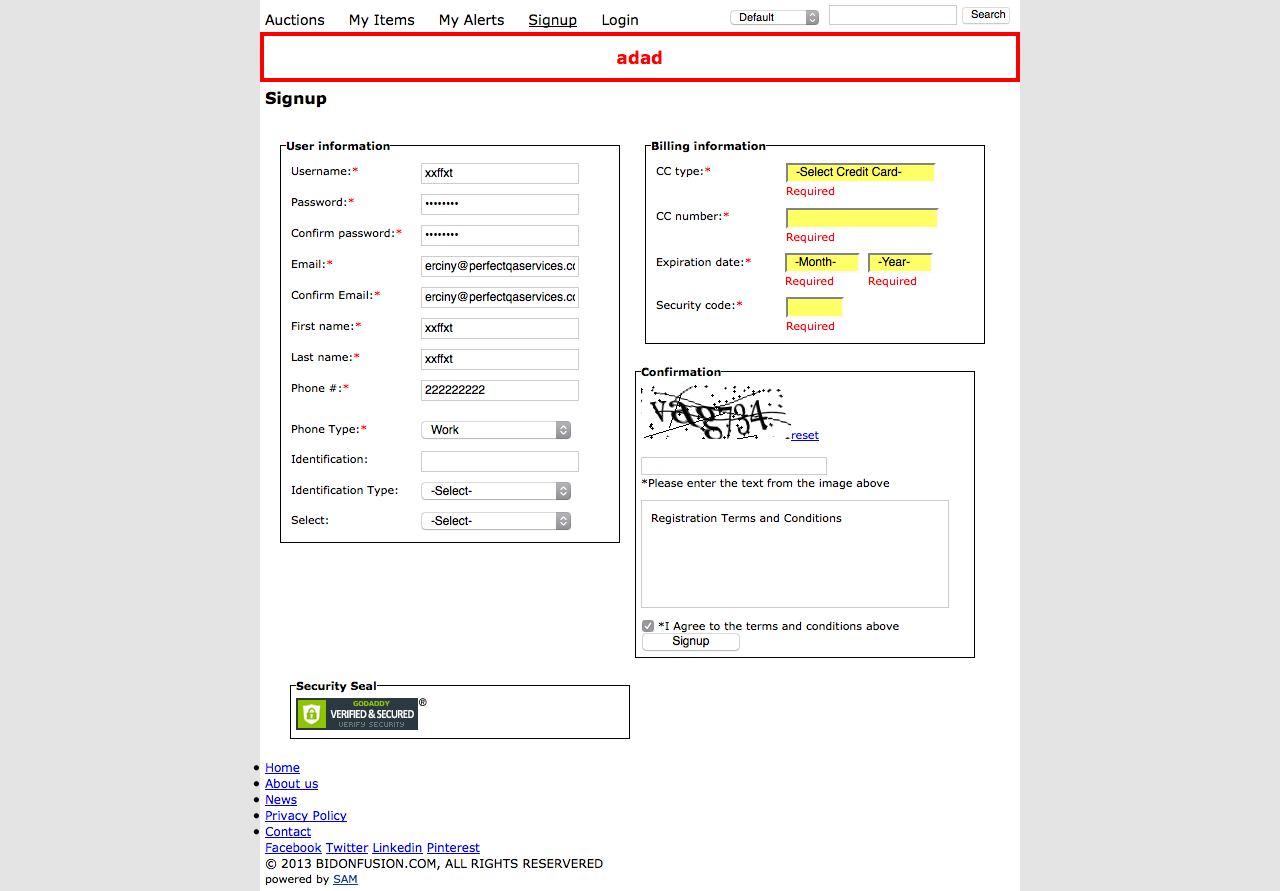 Auctions My Items My Alerts Signup Login Default Search
adad
Signup
User information
Username:* xxffxt
Password:* ••••••••
Confirm password:* ••••••••
Email:* erciny@perfectqaservices.co
Confirm Email:* erciny@perfectqaservices.co
First name:* xxffxt
Last name:* xxffxt
Phone #:* 222222222
Phone Type:* Work
Identification:
Identification Type: -Select-
Select: -Select-
Billing information
CC type:* -Select Credit Card-
Required
CC number:*
Required
Expiration date:* -Month- -Year-
Required Required
Security code:*
Required
Confirmation
vag734 reset
*Please enter the text from the image above
Registration Terms and Conditions
*I Agree to the terms and conditions above
Signup
Security Seal
GODADDY ®
VERIFIED & SECURED
VERIFY SECURITY
• Home
• About us
• News
• Privacy Policy
• Contact
Facebook Twitter Linkedin Pinterest
© 2013 BIDONFUSION.COM, ALL RIGHTS RESERVERED
powered by SAM